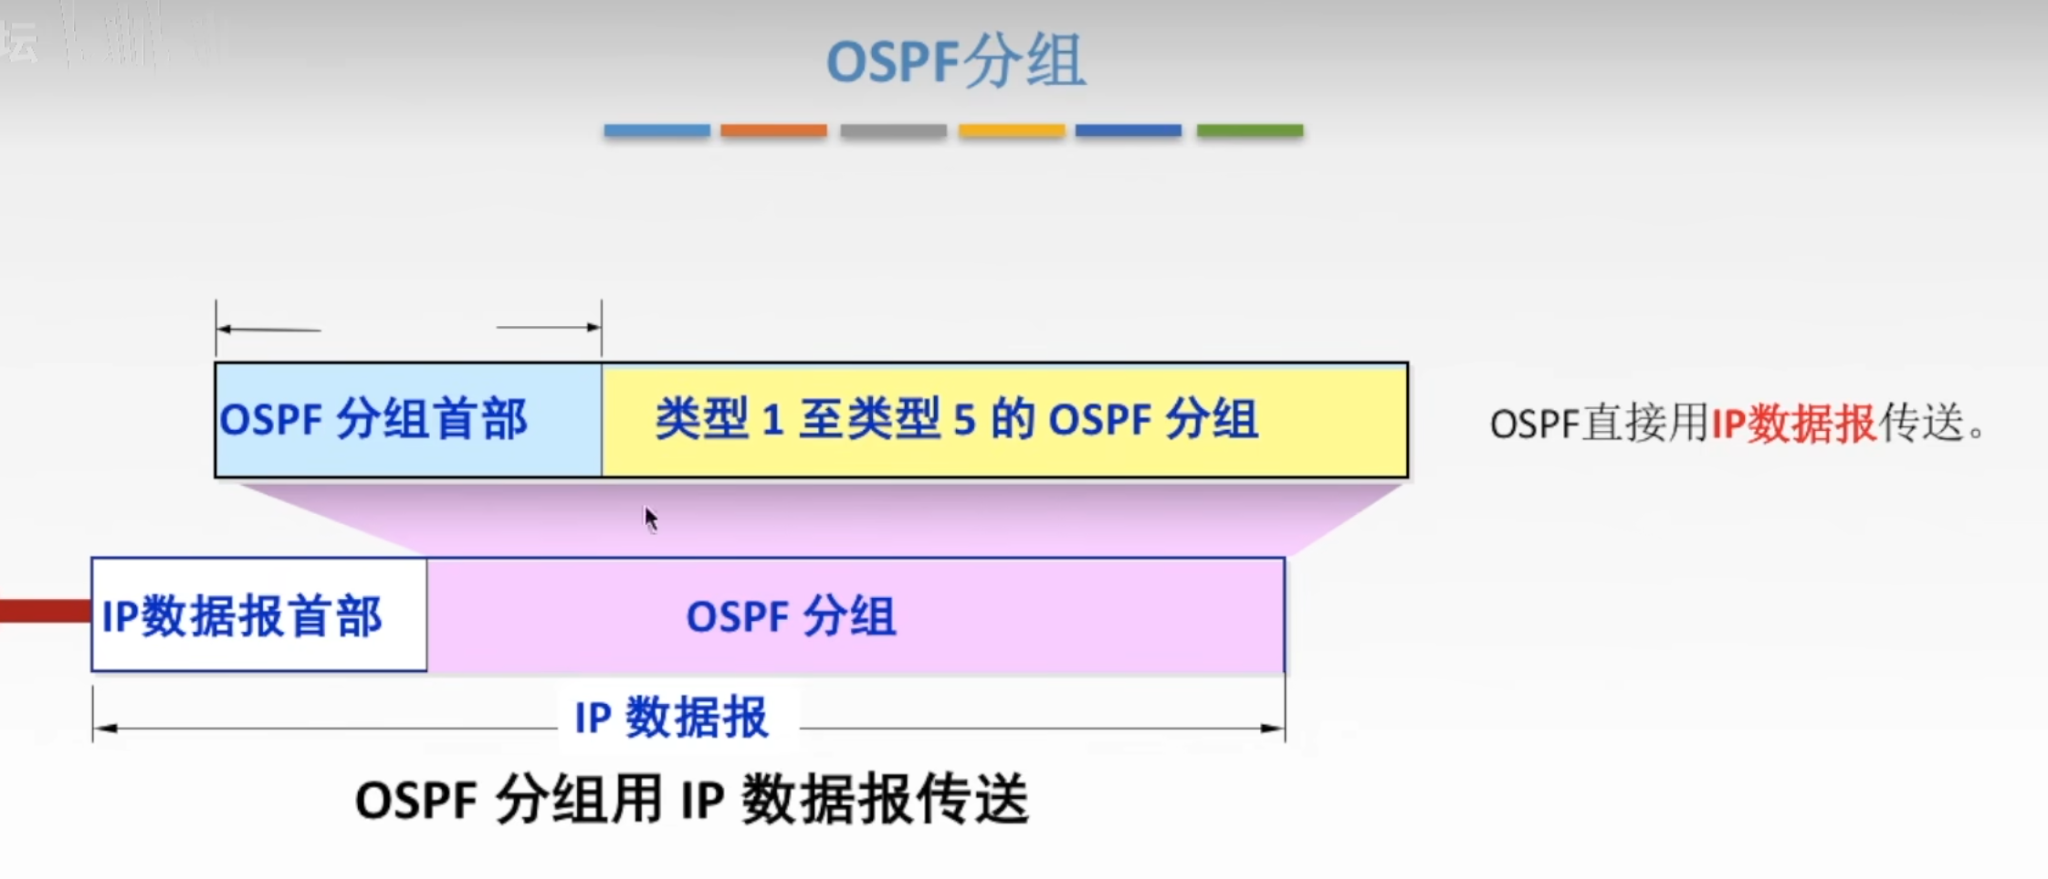 坛
OSPF分组
OSPF 分组首部
类型 1 至类型 5 的 OSPF 分组
OSPF直接用IP数据报传送。
IP数据报首部
OSPF 分组
IP 数据报
OSPF 分组用 IP 数据报传送